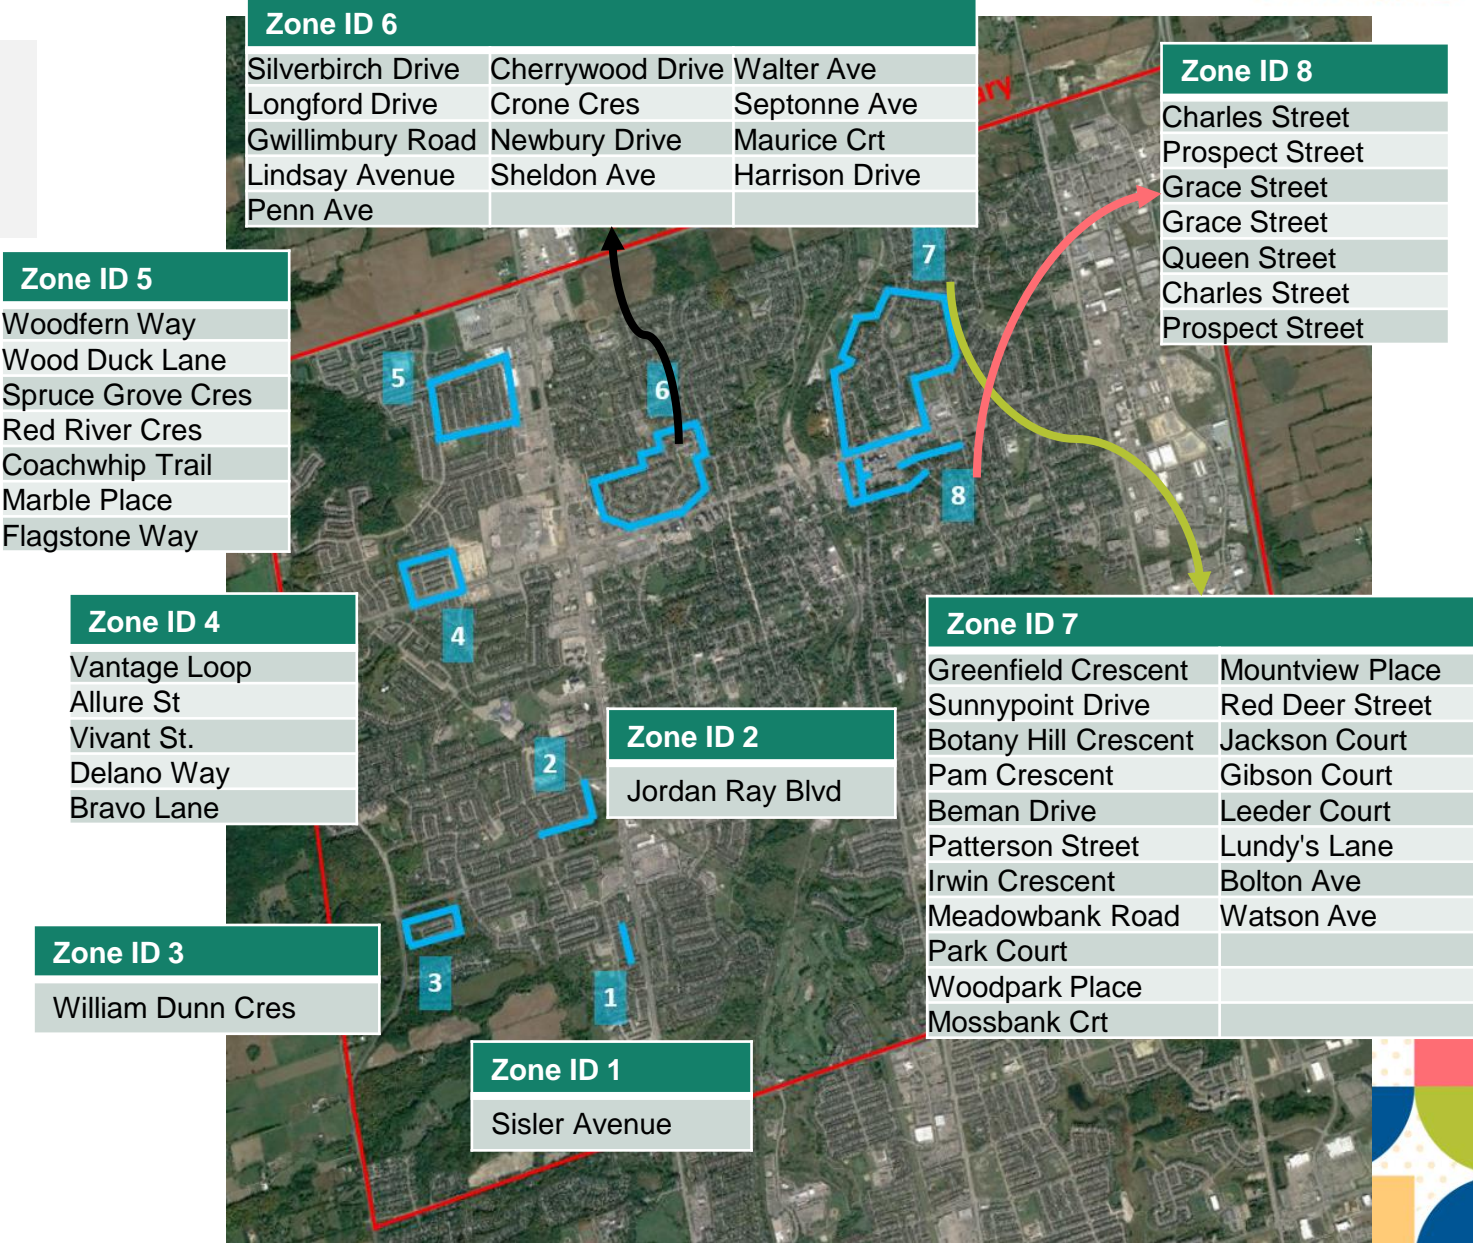 Zone ID 6
Silverbirch Drive Cherrywood Drive Walter Ave
Longford Drive Crone Cres Septonne Ave
Gwillimbury Road Newbury Drive Maurice Crt
Lindsay Avenue Sheldon Ave Harrison Drive
Penn Ave
Zone ID 8
Charles Street
Prospect Street
Grace Street
Grace Street
Queen Street
Charles Street
Prospect Street
ary
Zone ID 5
Woodfern Way
Wood Duck Lane
Spruce Grove Cres
Red River Cres
Coachwhip Trail
Marble Place
Flagstone Way
7
5
6
8
4
Zone ID 4
Vantage Loop
Allure St
Vivant St.
Delano Way
Bravo Lane
Zone ID 7
Greenfield Crescent Mountview Place
Sunnypoint Drive Red Deer Street
Botany Hill Crescent Jackson Court
Pam Crescent Gibson Court
Beman Drive Leeder Court
Patterson Street Lundy's Lane
Irwin Crescent Bolton Ave
Meadowbank Road Watson Ave
Park Court
Woodpark Place
Mossbank Crt
2
Zone ID 2
Jordan Ray Blvd
Zone ID 3
William Dunn Cres
3
1
Zone ID 1
Sisler Avenue